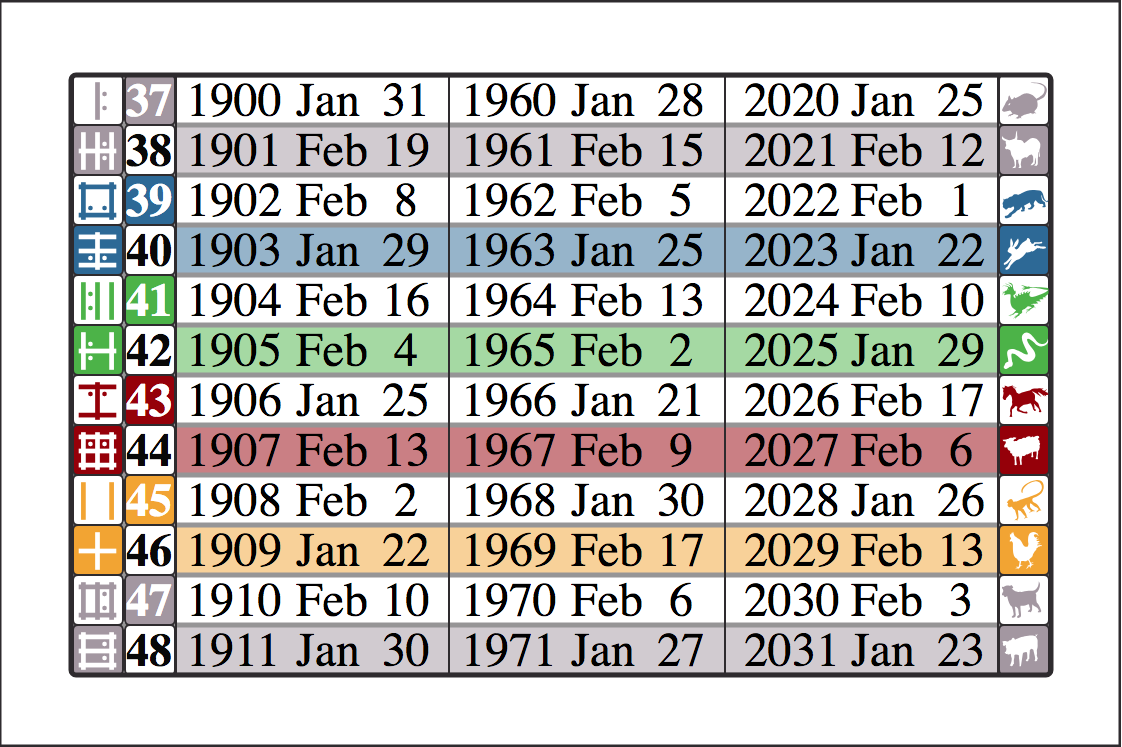 37 1900 Jan 31 1960 Jan 28 2020 Jan 25
38 1901 Feb 19 1961 Feb 15 2021 Feb 12
39 1902 Feb 8 1962 Feb 5 2022 Feb 1
40 1903 Jan 29 1963 Jan 25 2023 Jan 22
41 1904 Feb 16 1964 Feb 13 2024 Feb 10
42 1905 Feb 4 1965 Feb 2 2025 Jan 29
43 1906 Jan 25 1966 Jan 21 2026 Feb 17
44 1907 Feb 13 1967 Feb 9 2027 Feb 6
45 1908 Feb 2 1968 Jan 30 2028 Jan 26
46 1909 Jan 22 1969 Feb 17 2029 Feb 13
47 1910 Feb 10 1970 Feb 6 2030 Feb 3
48 1911 Jan 30 1971 Jan 27 2031 Jan 23